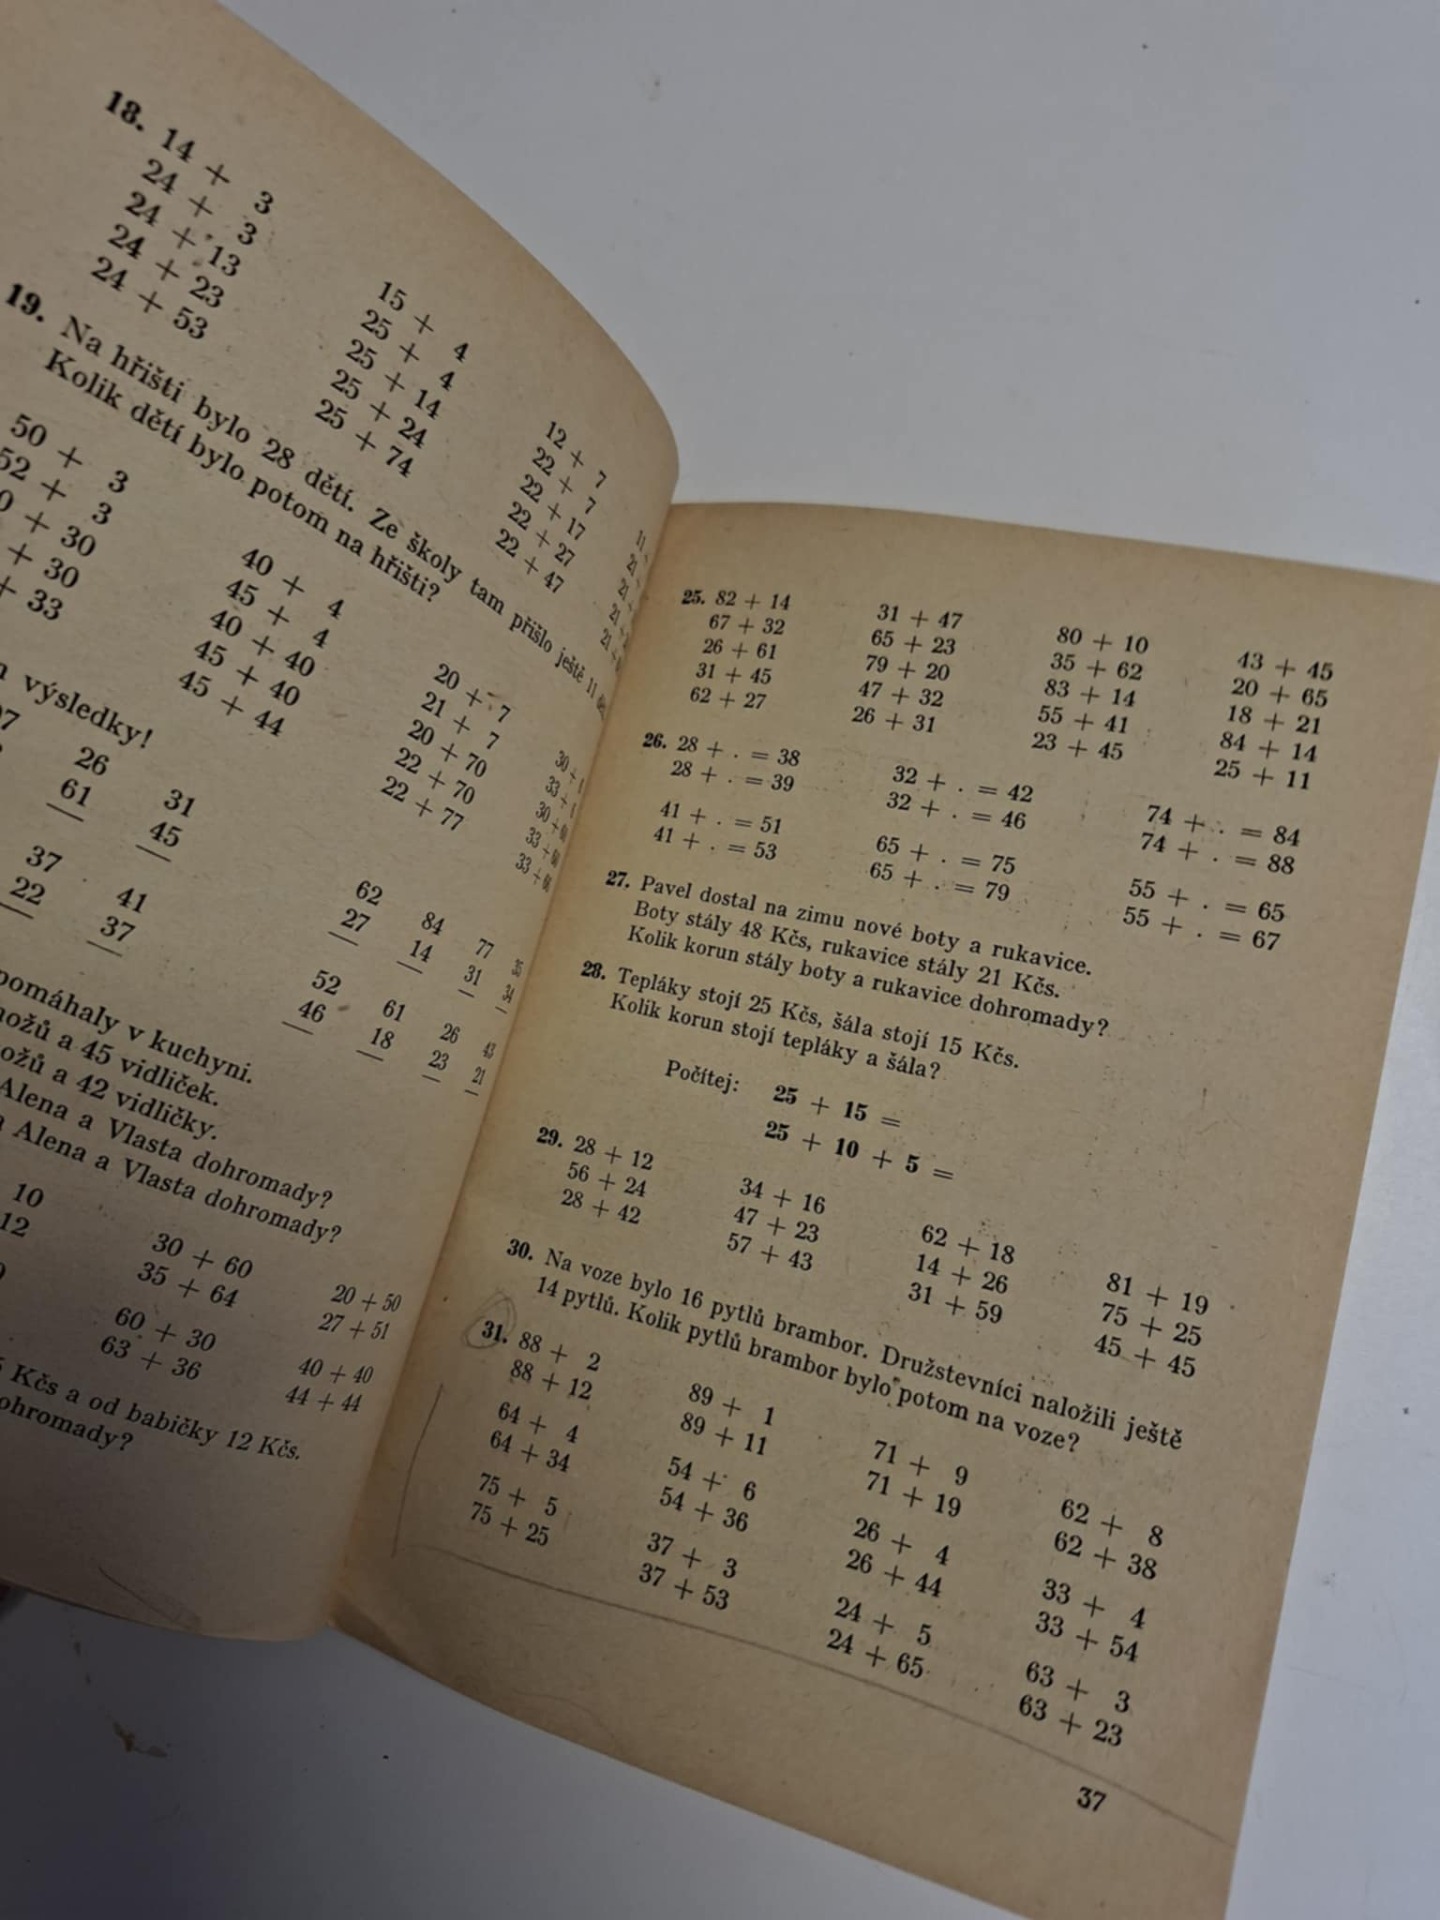 18. 14 + 3 15 + 4 12 + 7
24 + 3 25 + 4 22 + 7
24 + 13 25 + 14 22 + 17
24 + 23 25 + 24 22 + 27
24 + 53 25 + 74 22 + 47
19. Na hřišti bylo 28 dětí. Ze školy tam přišlo ještě 11
Kolik dětí bylo potom na hřišti?
50 + 3 40 + 4 20 + 7
52 + 3 45 + 4 21 + 7
+ 30 40 + 40 20 + 70
+ 30 45 + 40 22 + 70
+ 33 45 + 44 22 + 77
výsledky!
26 31 62 84 77 35
61 45 27 14 31 34
37 41 52 61 26 43
22 37 46 18 23 21
pomáhaly v kuchyni.
nožů a 45 vidliček.
nožů a 42 vidličky.
Alena a Vlasta dohromady?
Alena a Vlasta dohromady?
10 30 + 60 20 + 50
12 35 + 64 27 + 51
60 + 30 40 + 40
63 + 36 44 + 44
Kčs a od babičky 12 Kčs.
dohromady?
25. 82 + 14 31 + 47 80 + 10 43 + 45
67 + 32 65 + 23 35 + 62 20 + 65
26 + 61 79 + 20 83 + 14 18 + 21
31 + 45 47 + 32 55 + 41 84 + 14
62 + 27 26 + 31 23 + 45 25 + 11
26. 28 + . = 38 32 + . = 42 74 + . = 84
28 + . = 39 32 + . = 46 74 + . = 88
41 + . = 51 65 + . = 75 55 + . = 65
41 + . = 53 65 + . = 79 55 + . = 67
27. Pavel dostal na zimu nové boty a rukavice.
Boty stály 48 Kčs, rukavice stály 21 Kčs.
Kolik korun stály boty a rukavice dohromady?
28. Tepláky stojí 25 Kčs, šála stojí 15 Kčs.
Kolik korun stojí tepláky a šála?
Počítej: 25 + 15 =
25 + 10 + 5 =
29. 28 + 12 34 + 16 62 + 18 81 + 19
56 + 24 47 + 23 14 + 26 75 + 25
28 + 42 57 + 43 31 + 59 45 + 45
30. Na voze bylo 16 pytlů brambor. Družstevníci naložili ještě
14 pytlů. Kolik pytlů brambor bylo potom na voze?
31. 88 + 2 89 + 1 71 + 9 62 + 8
88 + 12 89 + 11 71 + 19 62 + 38
64 + 4 54 + 6 26 + 4 33 + 4
64 + 34 54 + 36 26 + 44 33 + 54
75 + 5 37 + 3 24 + 5 63 + 3
75 + 25 37 + 53 24 + 65 63 + 23
37